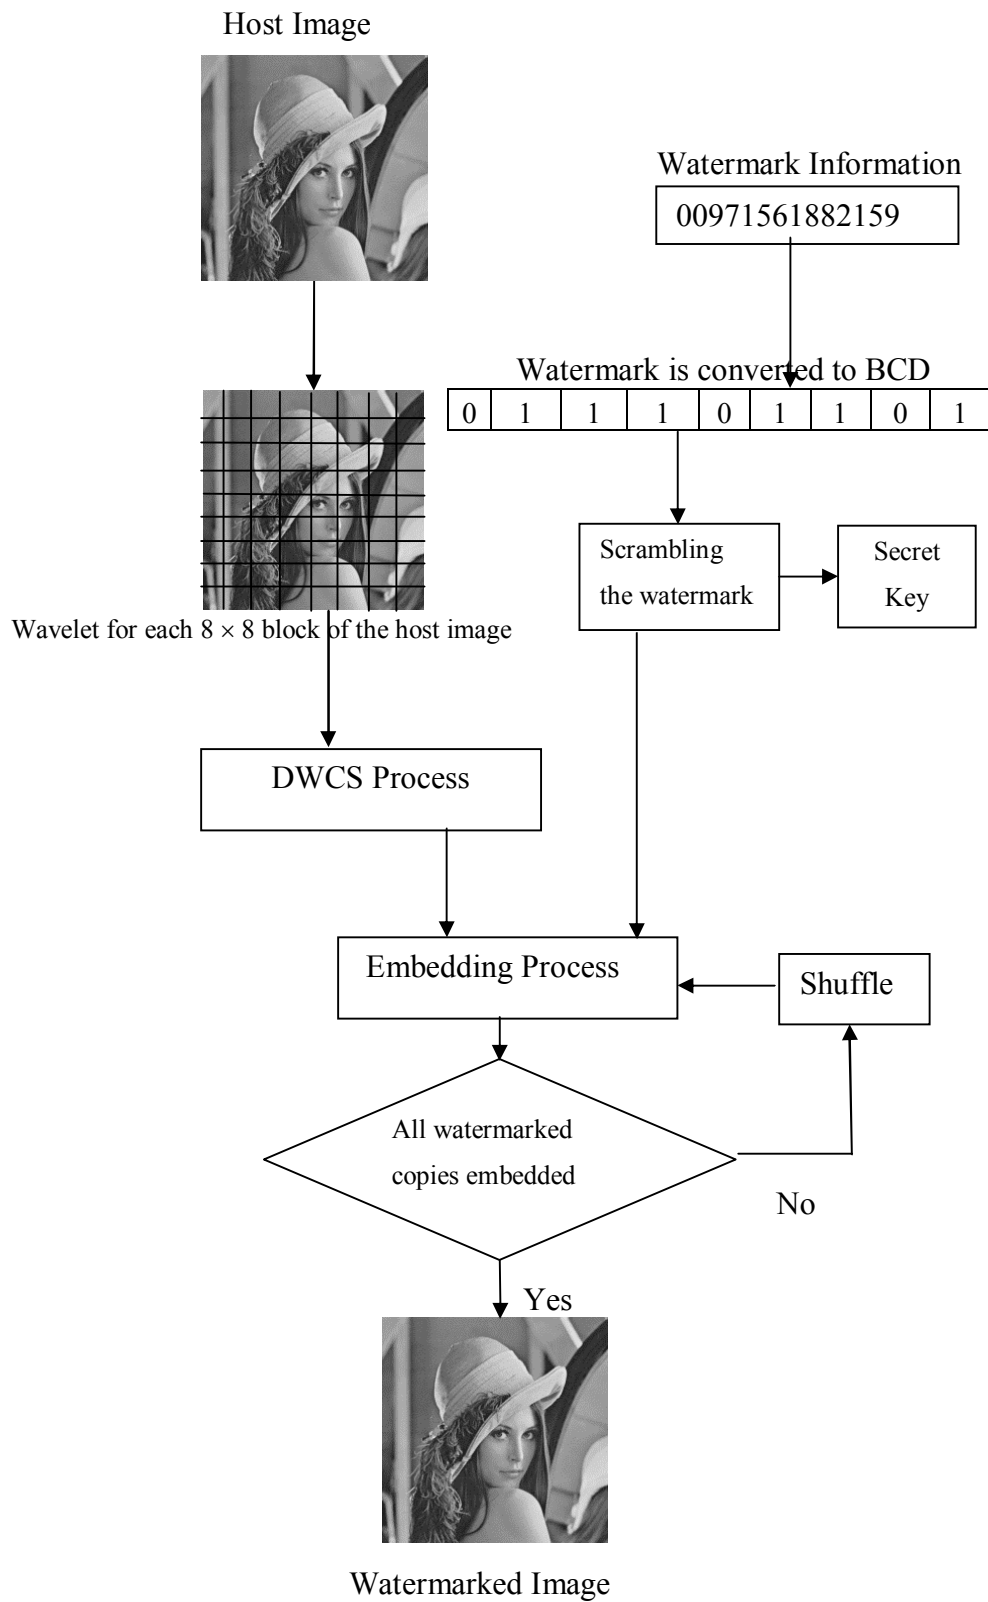 Host Image
Watermark Information
00971561882159
Watermark is converted to BCD
0 1 1 1 0 1 1 0 1
Scrambling
the watermark
Secret
Key
Wavelet for each 8 × 8 block of the host image
DWCS Process
Embedding Process
Shuffle
All watermarked
copies embedded
No
Yes
Watermarked Image